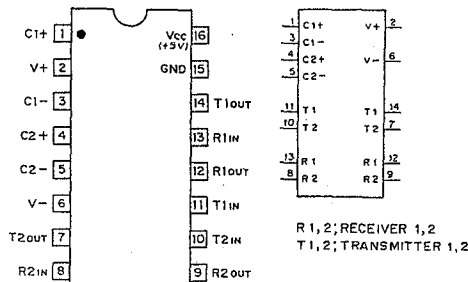 C1+ 1
V+ 2
C1- 3
C2+ 4
C2- 5
V- 6
T2OUT 7
R2IN 8
16 Vcc
(+5V)
15 GND
14 T1OUT
13 R1IN
12 R1OUT
11 T1IN
10 T2IN
9 R2OUT
1 C1+ V+ 2
3 C1-
4 C2+ V- 6
5 C2-
11 T1 T1 14
10 T2 T2 7
13 R1 R1 12
8 R2 R2 9
R1,2;RECEIVER 1,2
T1,2;TRANSMITTER 1,2